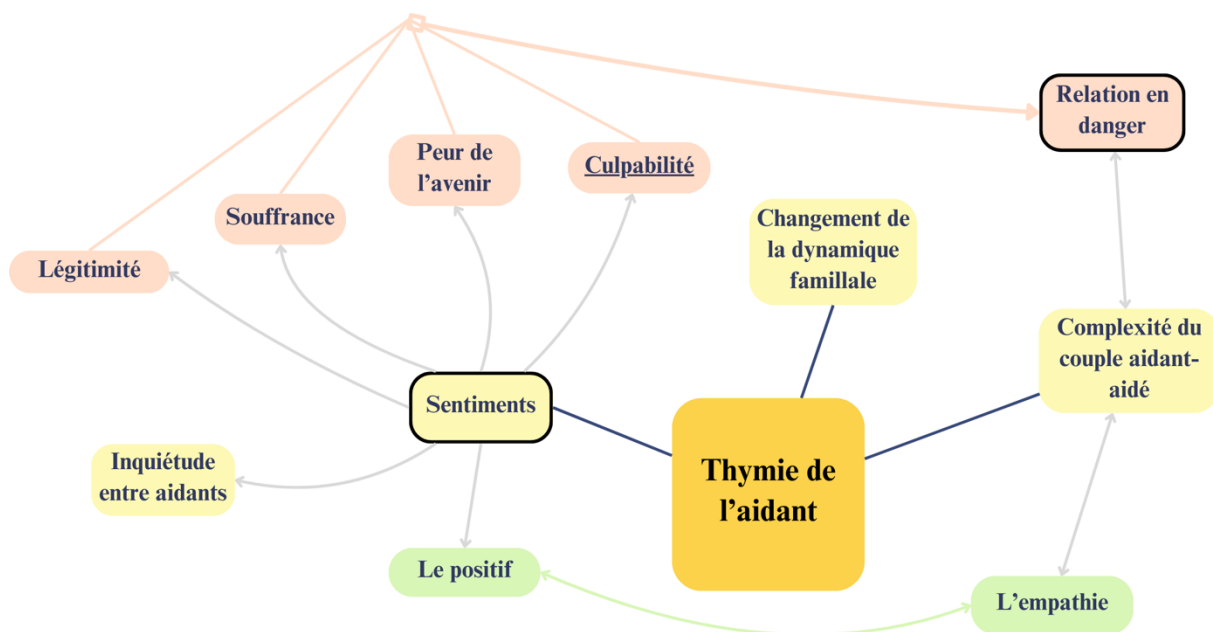 Relation en
danger
Peur de
l'avenir
Culpabilité
Souffrance
Légitimité
Changement de
la dynamique
famillale
Complexité du
couple aidant-
aidé
Sentiments
Thymie de
l'aidant
Inquiétude
entre aidants
Le positif
L'empathie